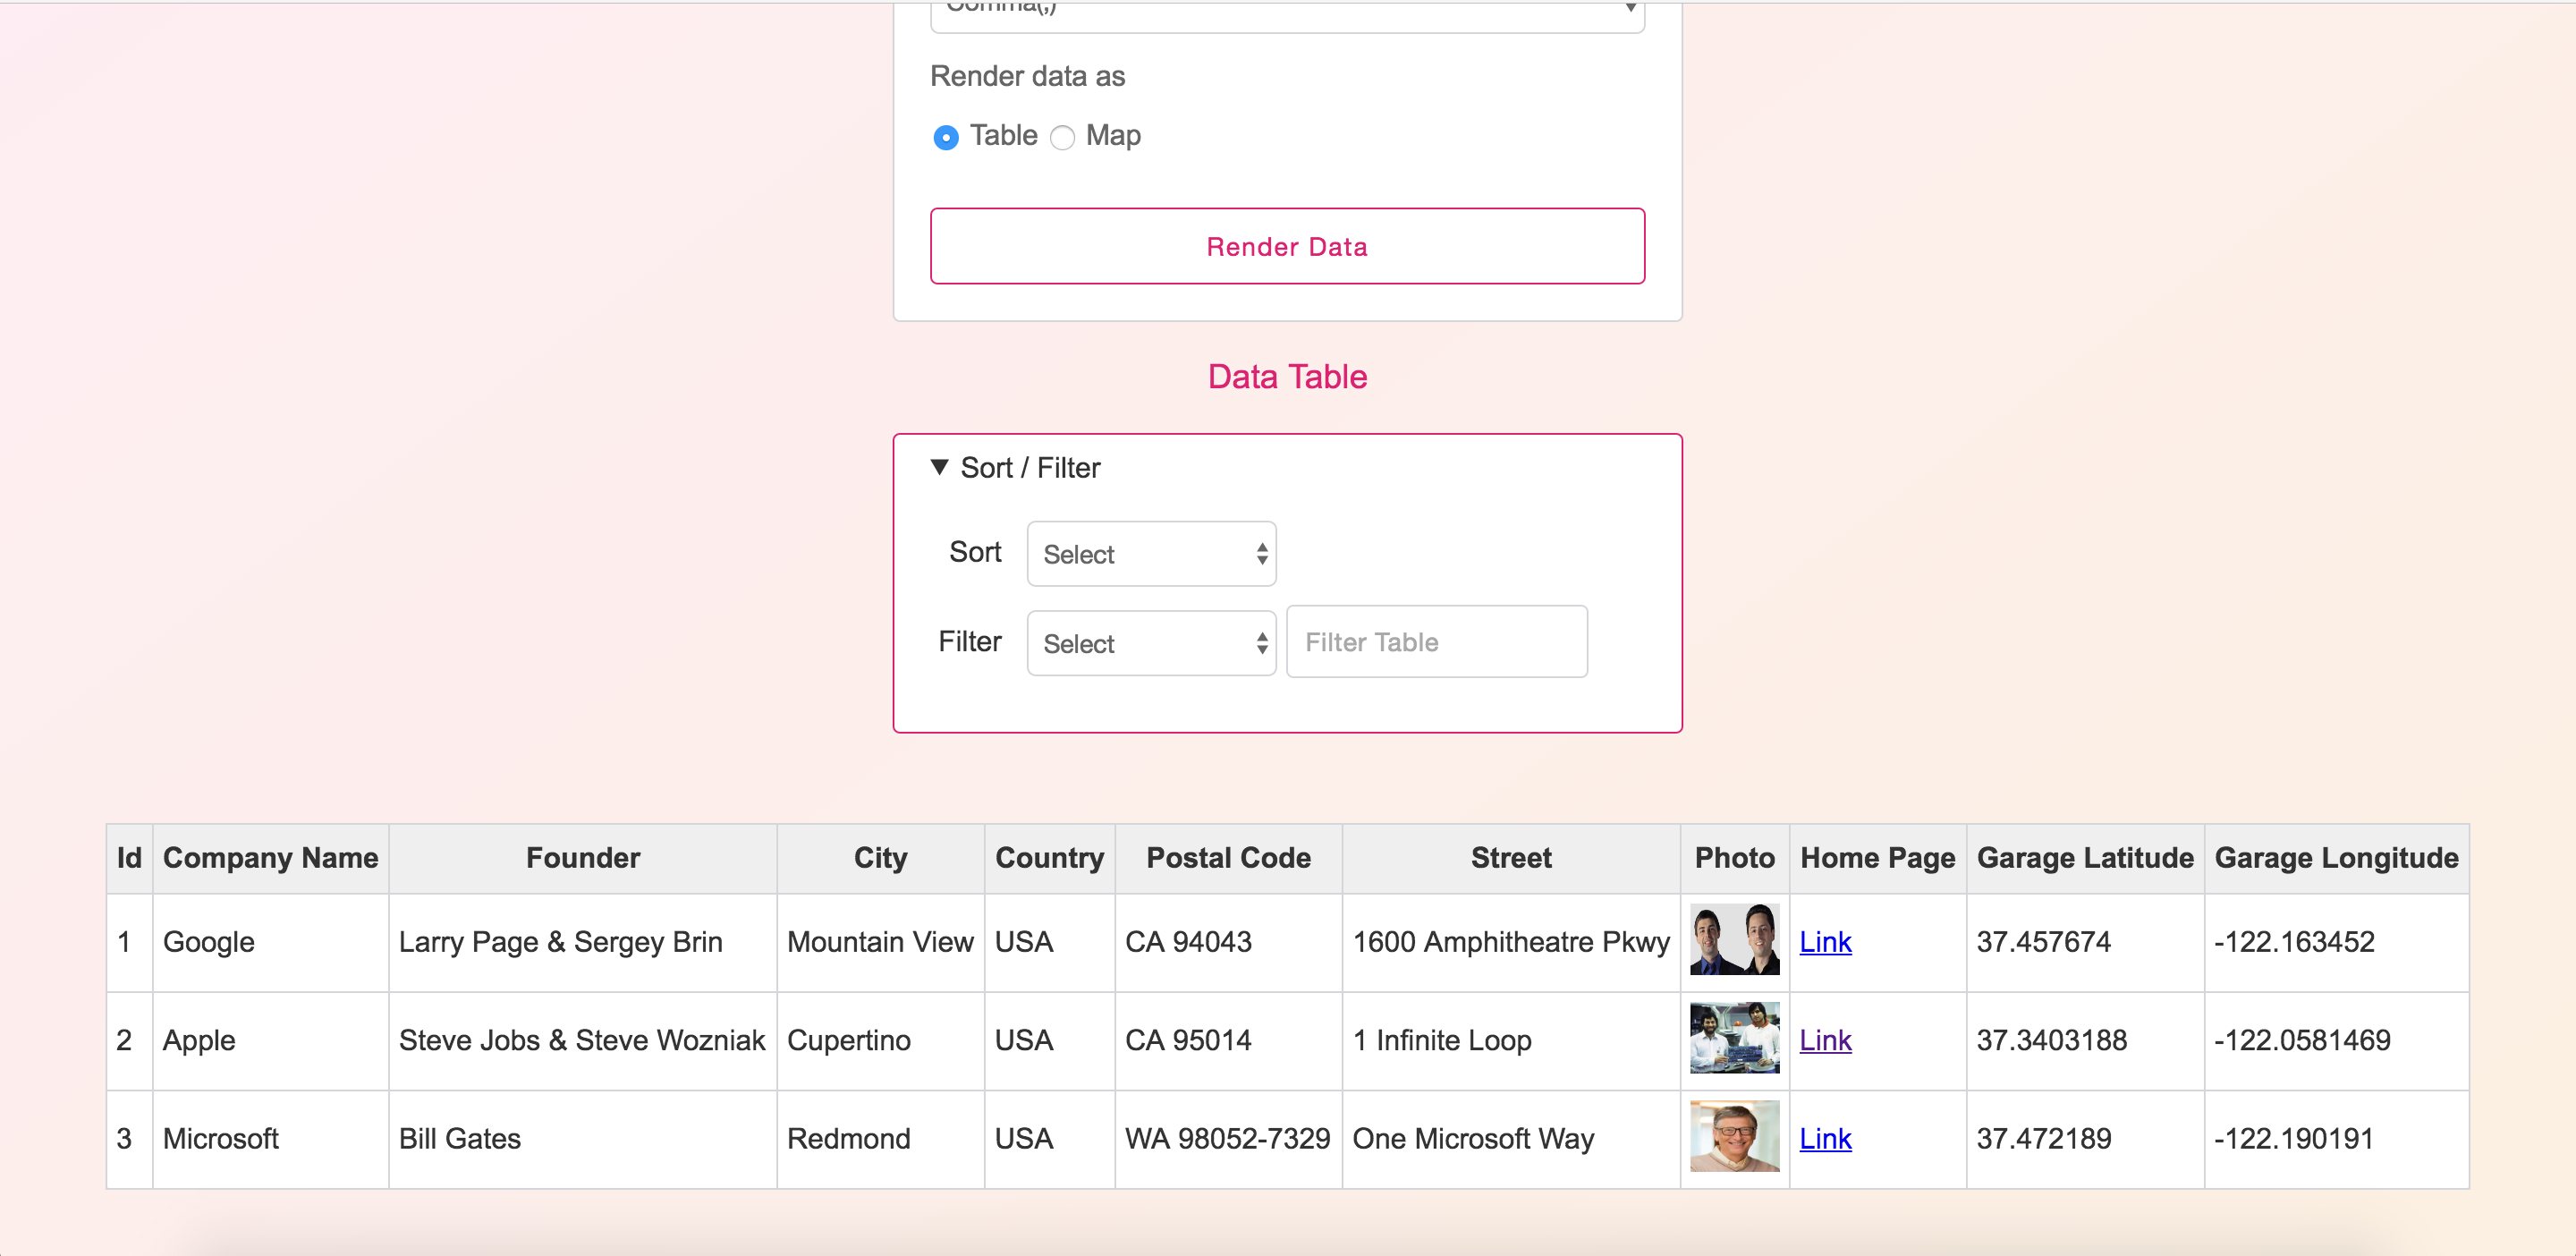 Comma(,)
Render data as
Table Map
Render Data
Data Table
▼ Sort / Filter
Sort Select
Filter Select Filter Table
Id Company Name Founder City Country Postal Code Street Photo Home Page Garage Latitude Garage Longitude
1 Google Larry Page & Sergey Brin Mountain View USA CA 94043 1600 Amphitheatre Pkwy Link 37.457674 -122.163452
2 Apple Steve Jobs & Steve Wozniak Cupertino USA CA 95014 1 Infinite Loop Link 37.3403188 -122.0581469
3 Microsoft Bill Gates Redmond USA WA 98052-7329 One Microsoft Way Link 37.472189 -122.190191